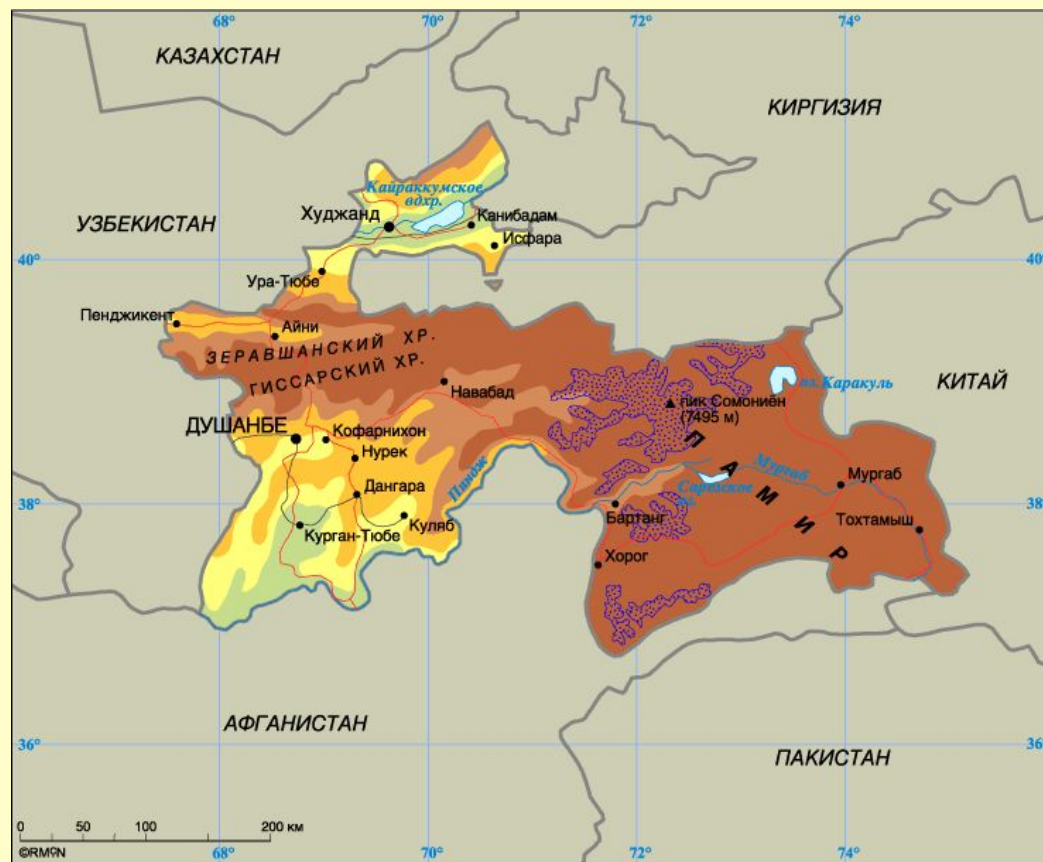 68°
70°
72°
74°
КАЗАХСТАН
КИРГИЗИЯ
Кайраккумское
вдхр.
УЗБЕКИСТАН
Худжанд
Канибадам
Исфара
40°
40°
Ура-Тюбе
Пенджикент
Айни
ЗЕРАВШАНСКИЙ ХР.
ГИССАРСКИЙ ХР.
Навабад
оз. Каракуль
КИТАЙ
пик Сомониён
(7495 м)
ДУШАНБЕ
Кофарнихон
Нурек
ПАМИР
Пяндж
Мургаб
Мургаб
Дангара
Сарезское
оз.
38°
38°
Бартанг
Куляб
Курган-Тюбе
Тохтамыш
Хорог
АФГАНИСТАН
36°
36°
ПАКИСТАН
0 50 100 200 км
©RMCN
68°
70°
72°
74°